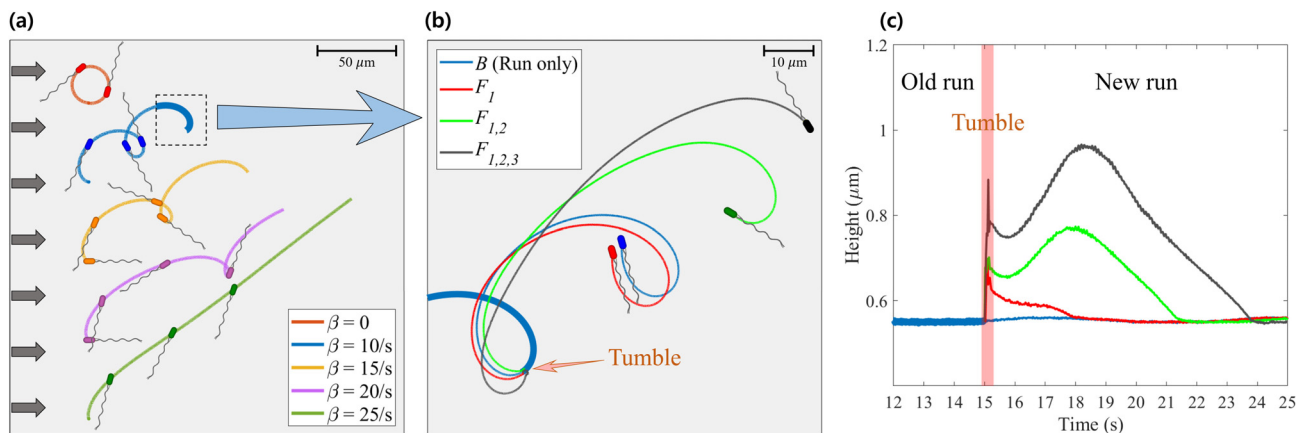 (a)
50 μm
β = 0
β = 10/s
β = 15/s
β = 20/s
β = 25/s
(b)
B (Run only)
F1
F1,2
F1,2,3
10 μm
Tumble
(c)
1.2
1
0.8
0.6
Height (μm)
Old run
New run
Tumble
12 13 14 15 16 17 18 19 20 21 22 23 24 25
Time (s)